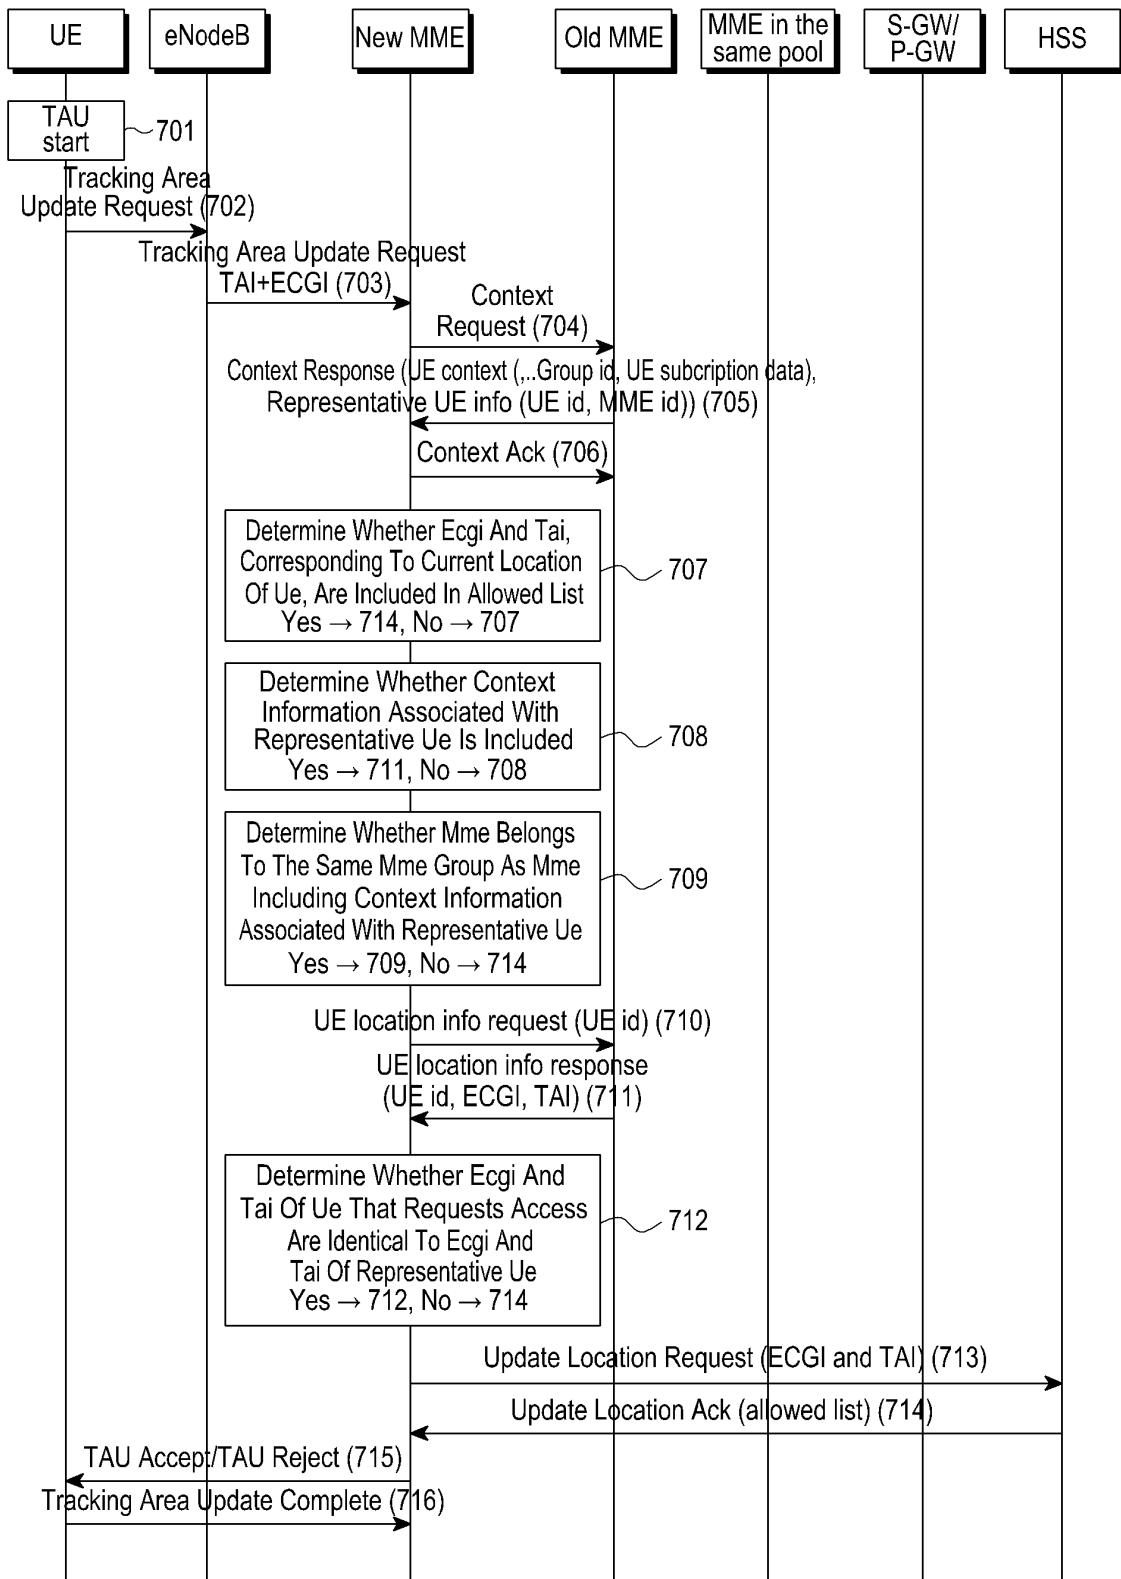 UE
eNodeB
New MME
Old MME
MME in the
same pool
S-GW/
P-GW
HSS
TAU
start
701
Tracking Area
Update Request (702)
Tracking Area Update Request
TAI+ECGI (703)
Context
Request (704)
Context Response (UE context (,..Group id, UE subcription data),
Representative UE info (UE id, MME id)) (705)
Context Ack (706)
Determine Whether Ecgi And Tai,
Corresponding To Current Location
Of Ue, Are Included In Allowed List
Yes → 714, No → 707
707
Determine Whether Context
Information Associated With
Representative Ue Is Included
Yes → 711, No → 708
708
Determine Whether Mme Belongs
To The Same Mme Group As Mme
Including Context Information
Associated With Representative Ue
Yes → 709, No → 714
709
UE location info request (UE id) (710)
UE location info response
(UE id, ECGI, TAI) (711)
Determine Whether Ecgi And
Tai Of Ue That Requests Access
Are Identical To Ecgi And
Tai Of Representative Ue
Yes → 712, No → 714
712
Update Location Request (ECGI and TAI) (713)
Update Location Ack (allowed list) (714)
TAU Accept/TAU Reject (715)
Tracking Area Update Complete (716)